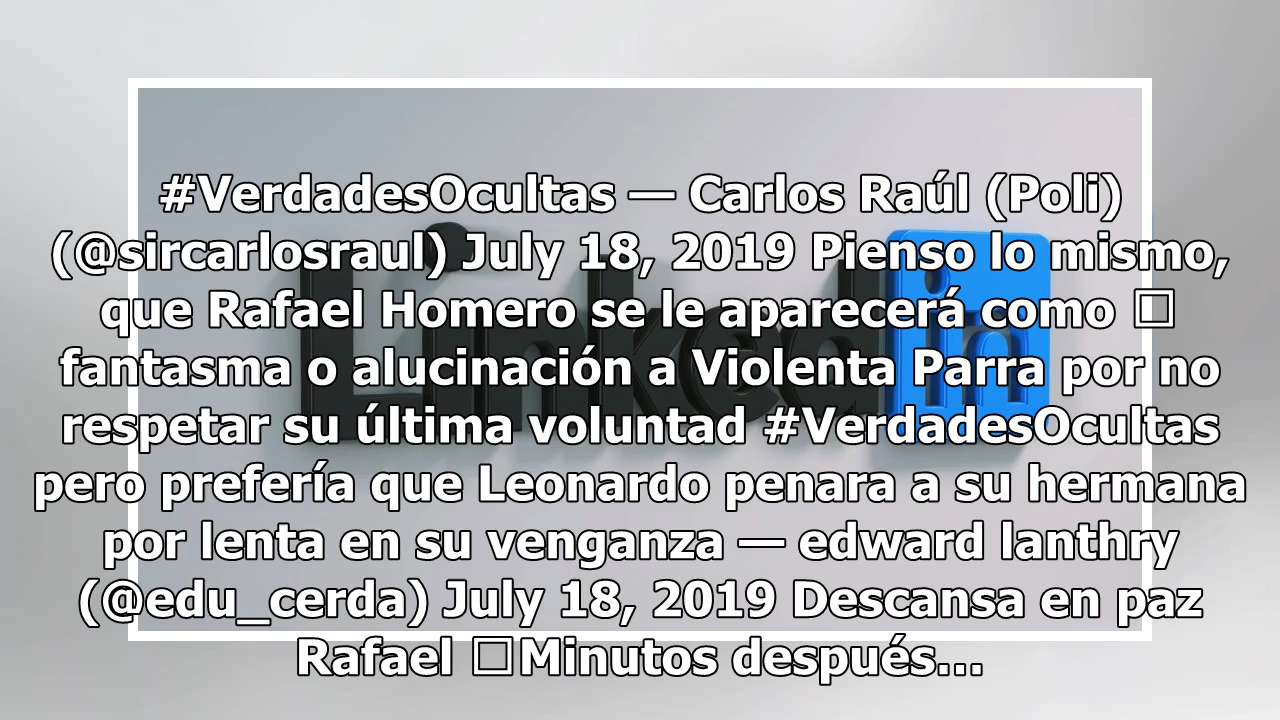 #VerdadesOcultas — Carlos Raúl (Poli)
(@sircarlosraul) July 18, 2019 Pienso lo mismo,
que Rafael Homero se le aparecerá como □
fantasma o alucinación a Violenta Parra por no
respetar su última voluntad #VerdadesOcultas
pero prefería que Leonardo penara a su hermana
por lenta en su venganza — edward lanthry
(@edu_cerda) July 18, 2019 Descansa en paz
Rafael □Minutos después...
Linkedin